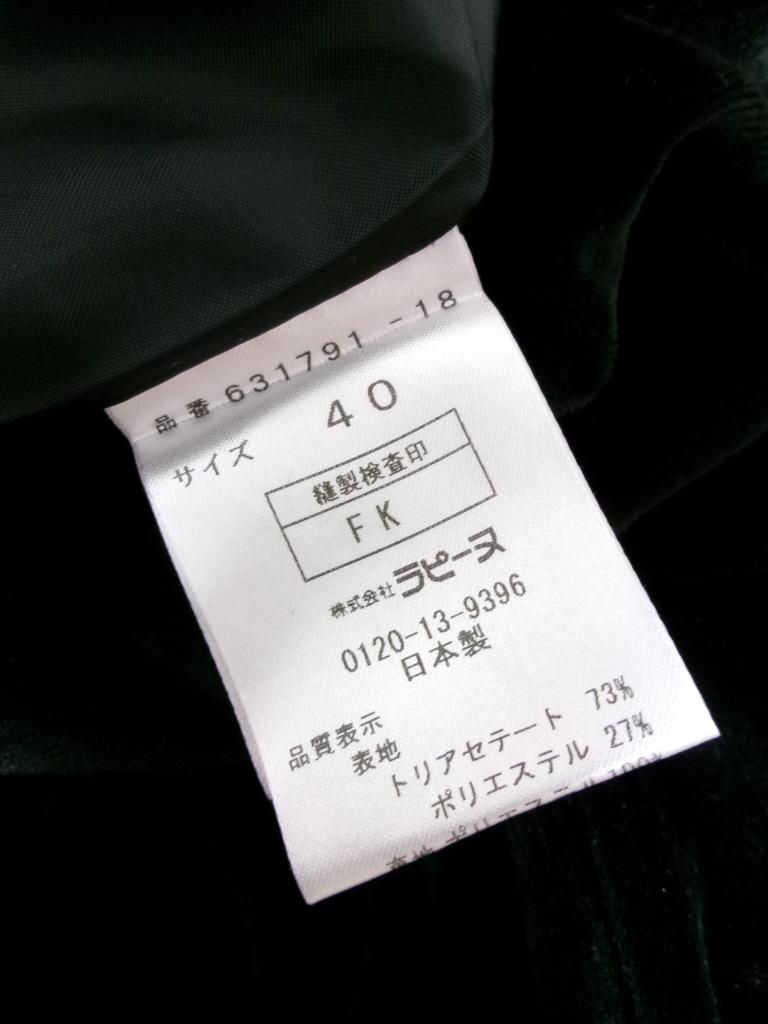 品番 631791 -18
サイズ 40
縫製検査印
FK
株式会社 ラピーヌ
0120-13-9396
日本製
品質表示
表地
トリアセテート 73%
ポリエステル 27%